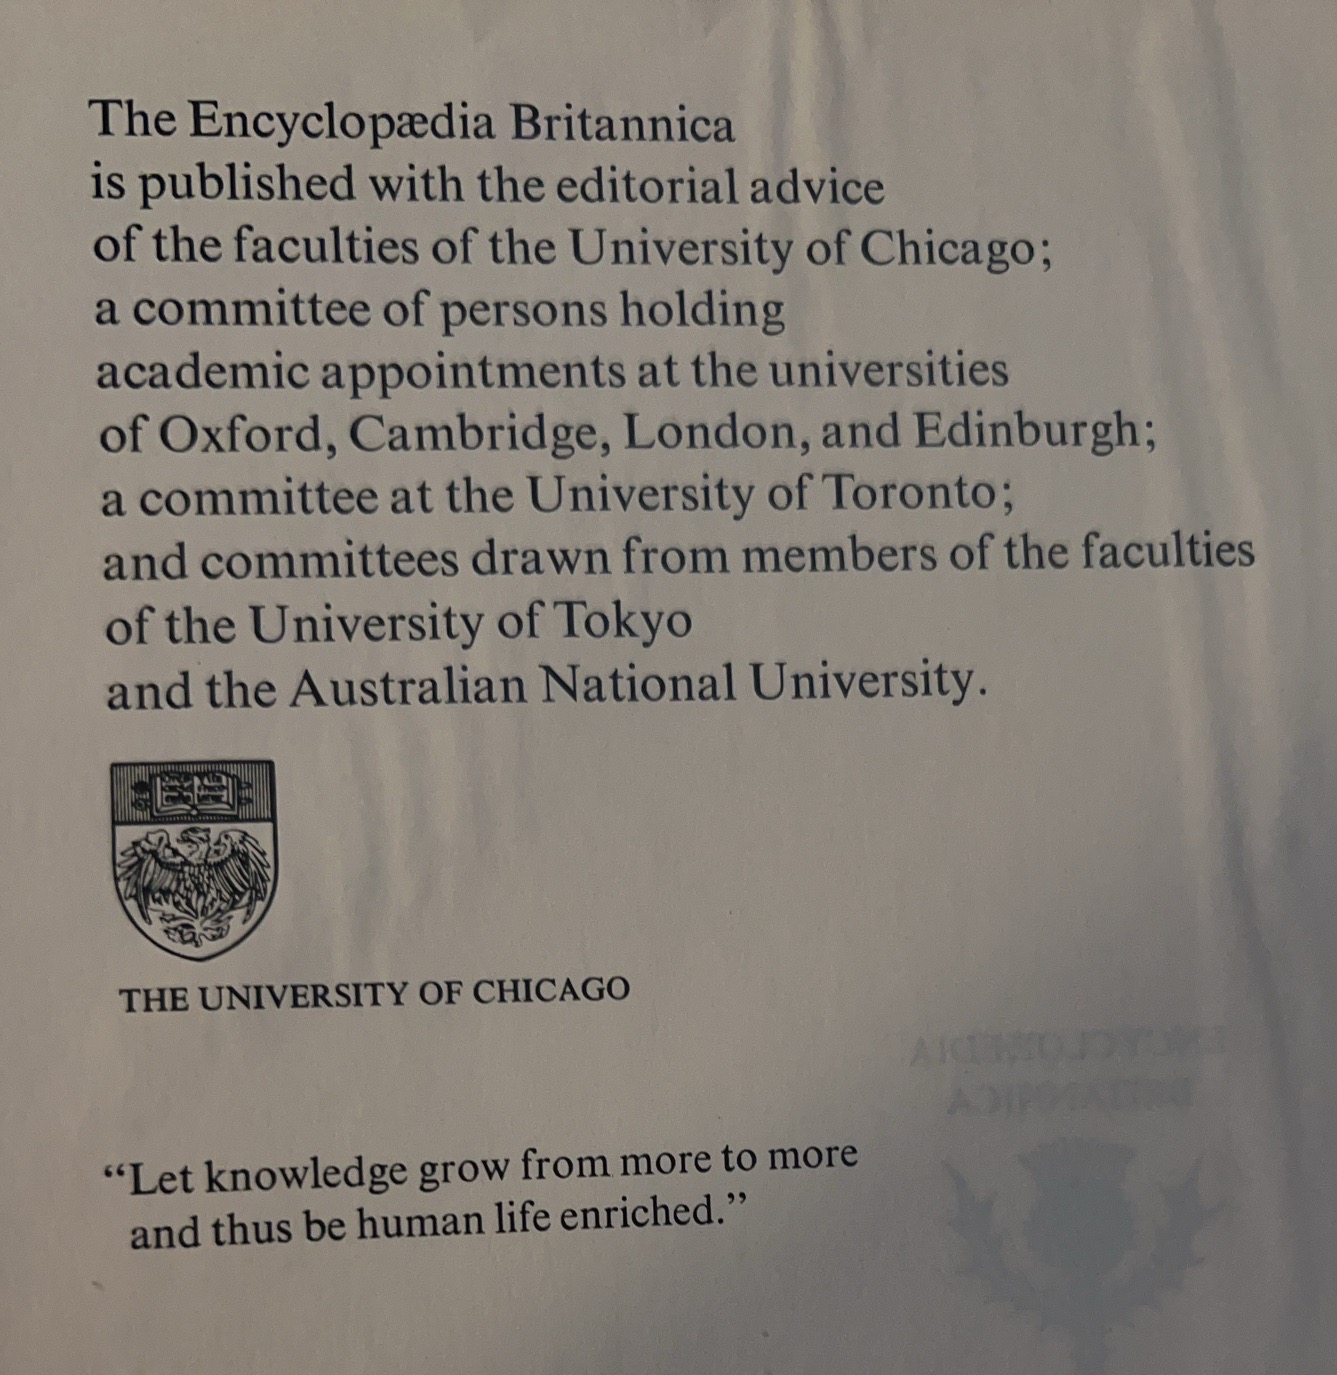 The Encyclopædia Britannica
is published with the editorial advice
of the faculties of the University of Chicago;
a committee of persons holding
academic appointments at the universities
of Oxford, Cambridge, London, and Edinburgh;
a committee at the University of Toronto;
and committees drawn from members of the faculties
of the University of Tokyo
and the Australian National University.
THE UNIVERSITY OF CHICAGO
“Let knowledge grow from more to more
and thus be human life enriched.”